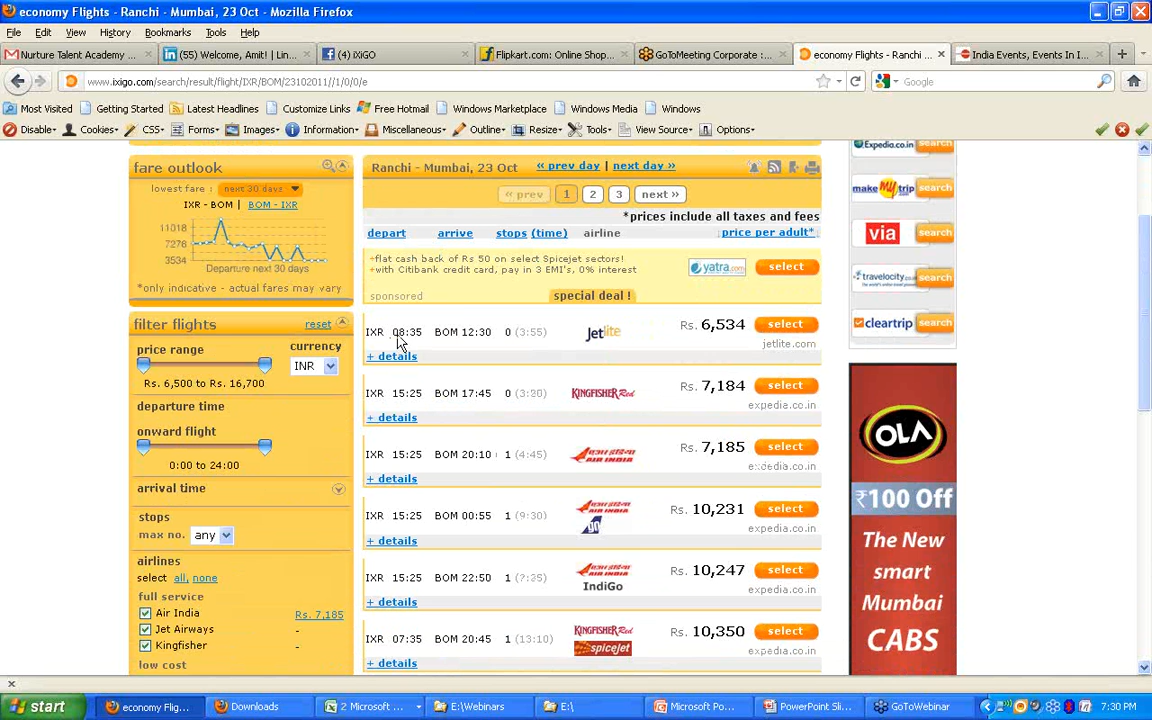 economy Flights - Ranchi - Mumbai, 23 Oct - Mozilla Firefox
File Edit View History Bookmarks Tools Help
Nurture Talent Academy ...
(55) Welcome, Amit! | Lin...
(4) iXiGO
Flipkart.com: Online Shop...
GoToMeeting Corporate : ...
economy Flights - Ranchi ...
India Events, Events In I...
www.ixigo.com/search/result/flight/IXR/BOM/23102011//1/0/0/e
Google
Most Visited Getting Started Latest Headlines Customize Links Free Hotmail Windows Marketplace Windows Media Windows
Disable Cookies CSS Forms Images Information Miscellaneous Outline Resize Tools View Source Options
fare outlook
lowest fare : next 30 days
IXR - BOM | BOM - IXR
11018
7276
3534
Departure next 30 days
*only indicative - actual fares may vary
filter flights reset
price range currency
INR
Rs. 6,500 to Rs. 16,700
departure time
onward flight
0:00 to 24:00
arrival time
stops
max no. any
airlines
select all, none
full service
Air India Rs. 7,185
Jet Airways -
Kingfisher -
low cost
Ranchi - Mumbai, 23 Oct « prev day | next day »
« prev 1 2 3 next »
*prices include all taxes and fees
depart arrive stops (time) airline price per adult*
+flat cash back of Rs 50 on select Spicejet sectors!
+with Citibank credit card, pay in 3 EMI's, 0% interest
yatra.com select
sponsored special deal !
IXR 08:35 BOM 12:30 0 (3:55) Jetlite Rs. 6,534 select
jetlite.com
+ details
IXR 15:25 BOM 17:45 0 (3:20) KINGFISHER Red Rs. 7,184 select
expedia.co.in
+ details
IXR 15:25 BOM 20:10 1 (4:45) Rs. 7,185 select
expedia.co.in
+ details
IXR 15:25 BOM 00:55 1 (9:30) go Rs. 10,231 select
expedia.co.in
+ details
IXR 15:25 BOM 22:50 1 (7:35) IndiGo Rs. 10,247 select
expedia.co.in
+ details
IXR 07:35 BOM 20:45 1 (13:10) KINGFISHER Red spicejet Rs. 10,350 select
expedia.co.in
+ details
Expedia.co.in search
make my trip search
via search
travelocity.co.in search
cleartrip search
OLA
₹100 Off
The New
smart
Mumbai
CABS
start
economy Flig...
Downloads
2 Microsoft ...
E:\Webinars
E:\
Microsoft Po...
PowerPoint Sli...
GoToWebinar
7:30 PM